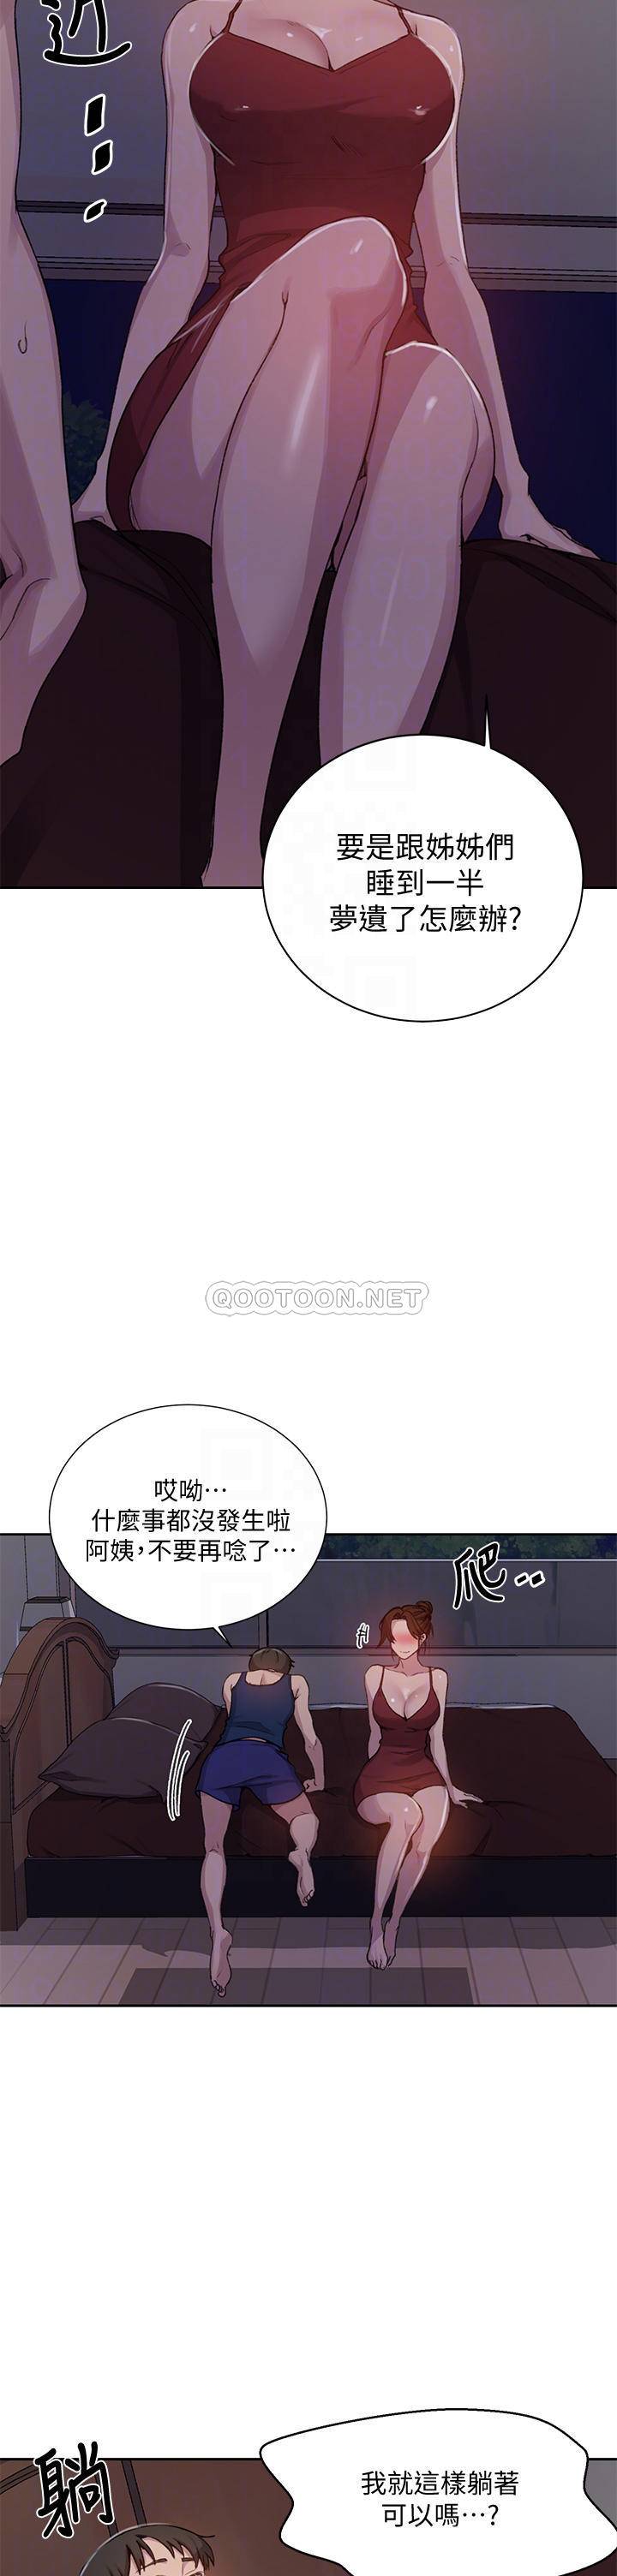 近
要是跟姊姊們
睡到一半
夢遺了怎麼辦?
QOOTOON.NET
哎呦…
什麼事都沒發生啦
阿姨,不要再唸了…
爬
躺
我就這樣躺著
可以嗎…?